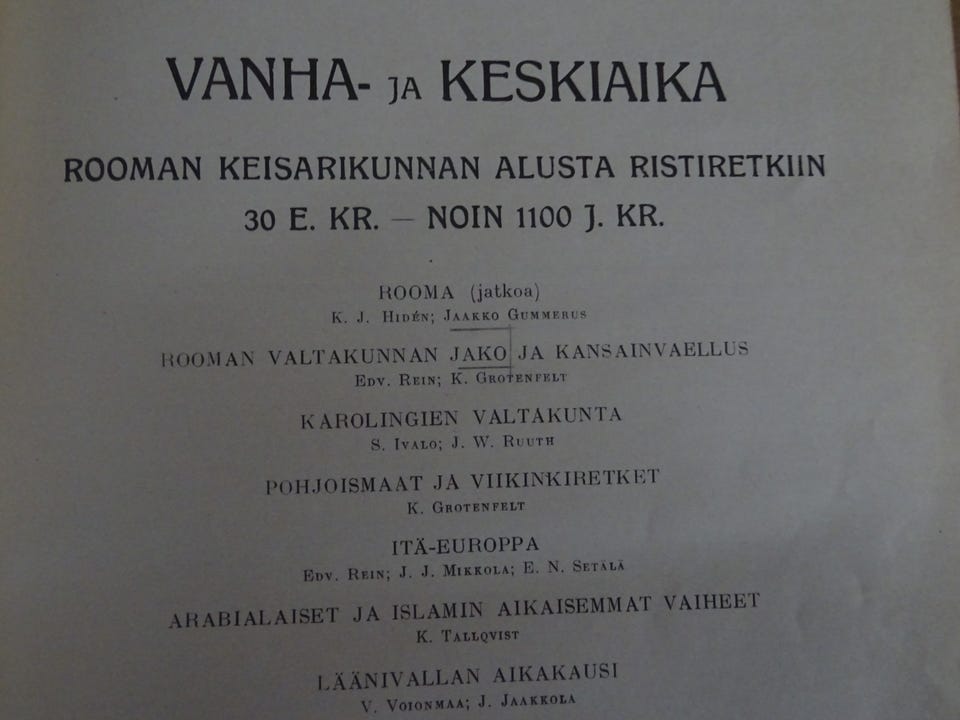 VANHA- JA KESKIAIKA
ROOMAN KEISARIKUNNAN ALUSTA RISTIRETKIIN
30 E. KR. — NOIN 1100 J. KR.
ROOMA (jatkoa)
K. J. Hidén; Jaakko Gummerus
ROOMAN VALTAKUNNAN JAKO JA KANSAINVAELLUS
Edv. Rein; K. Grotenfelt
KAROLINGIEN VALTAKUNTA
S. Ivalo; J. W. Ruuth
POHJOISMAAT JA VIIKINKIRETKET
K. Grotenfelt
ITÄ-EUROPPA
Edv. Rein; J. J. Mikkola; E. N. Setälä
ARABIALAISET JA ISLAMIN AIKAISEMMAT VAIHEET
K. Tallqvist
LÄÄNIVALLAN AIKAKAUSI
V. Voionmaa; J. Jaakkola